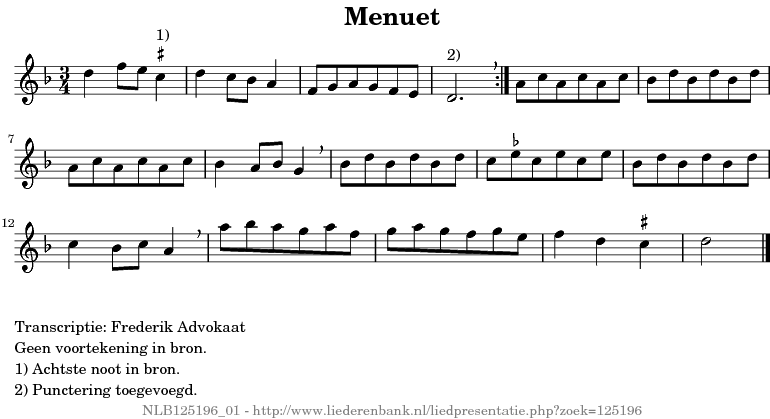 Menuet
1)
2)
7
12
Transcriptie: Frederik Advokaat
Geen voortekening in bron.
1) Achtste noot in bron.
2) Punctering toegevoegd.
NLB125196_01 - http://www.liederenbank.nl/liedpresentatie.php?zoek=125196